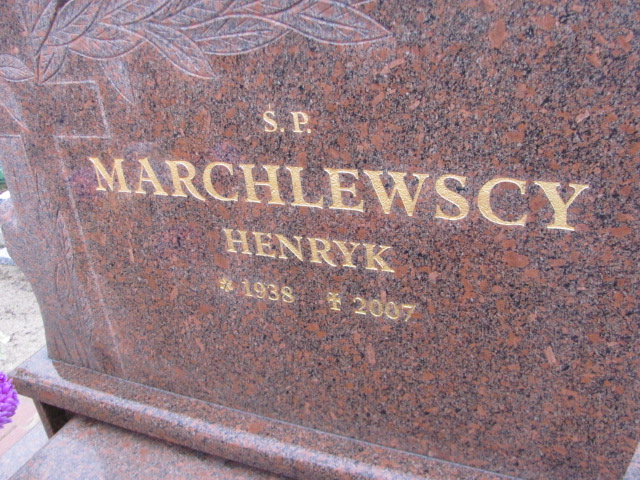 S.P.
MARCHLEWSCY
HENRYK
* 1938 ✝ 2007